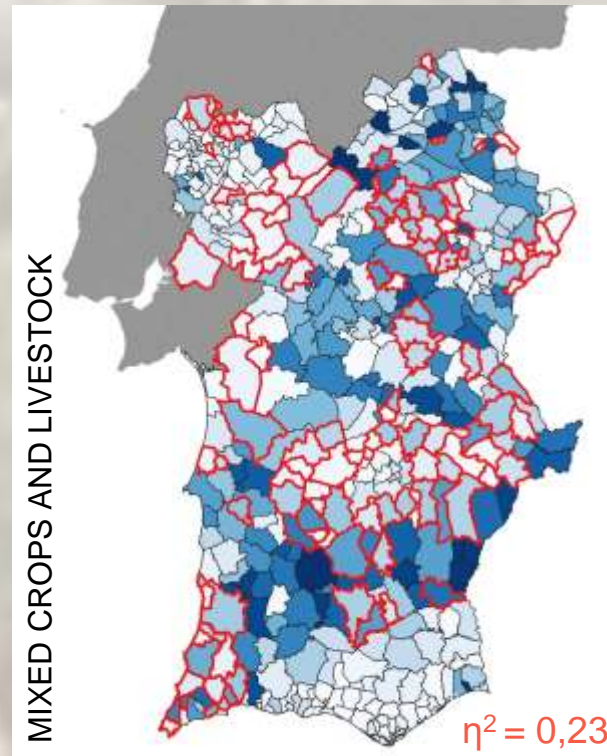 MIXED CROPS AND LIVESTOCK
η² = 0,23